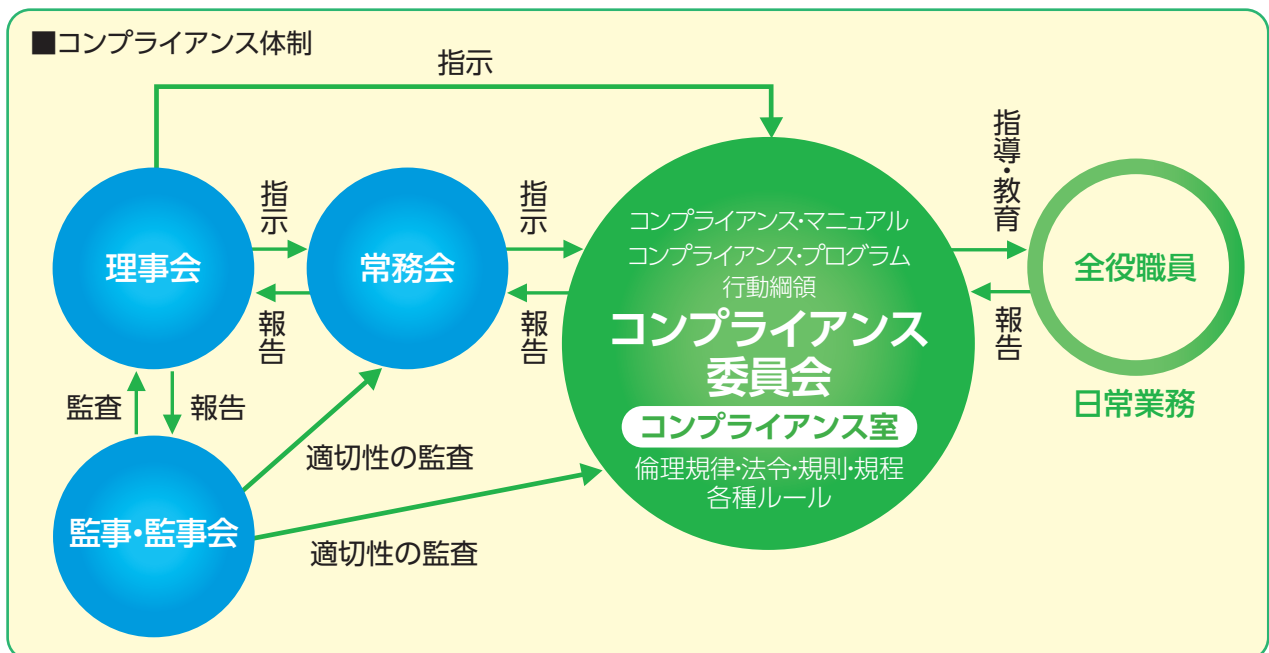 ■コンプライアンス体制
指示
理事会
指示
報告
常務会
指示
報告
コンプライアンス・マニュアル
コンプライアンス・プログラム
行動綱領
コンプライアンス
委員会
コンプライアンス室
倫理規律・法令・規則・規程
各種ルール
指導・教育
報告
全役職員
日常業務
監査
報告
適切性の監査
監事・監事会
適切性の監査